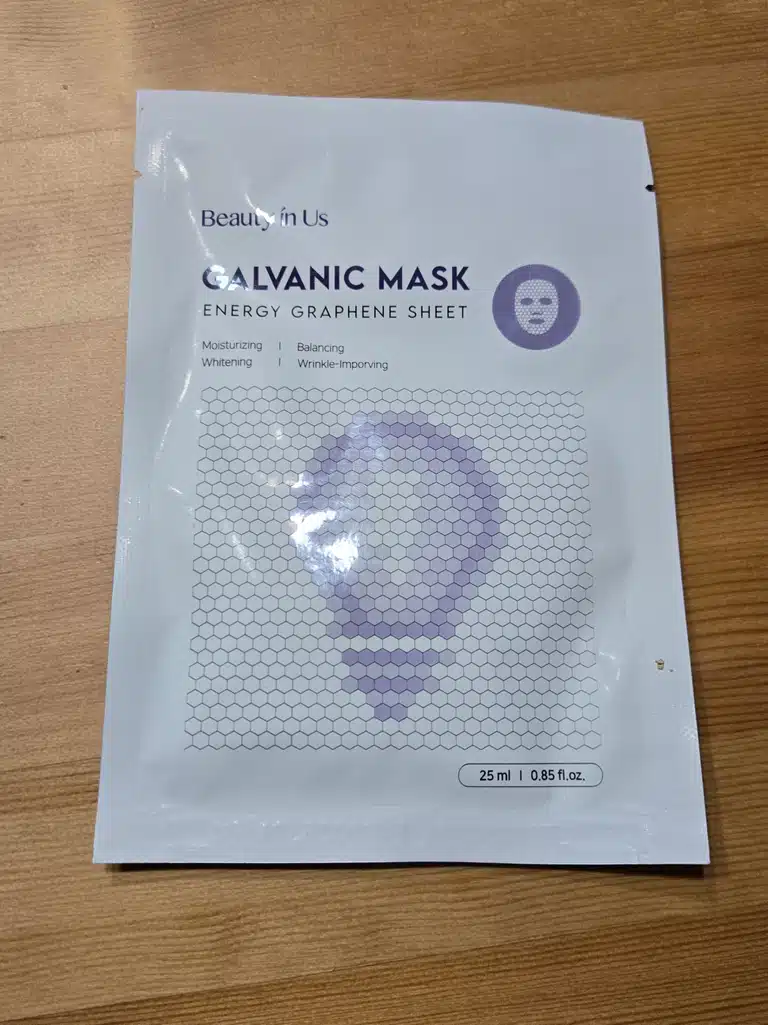 Beauty in Us
GALVANIC MASK
ENERGY GRAPHENE SHEET
Moisturizing | Balancing
Whitening | Wrinkle-Imporving
25 ml | 0.85 fl.oz.